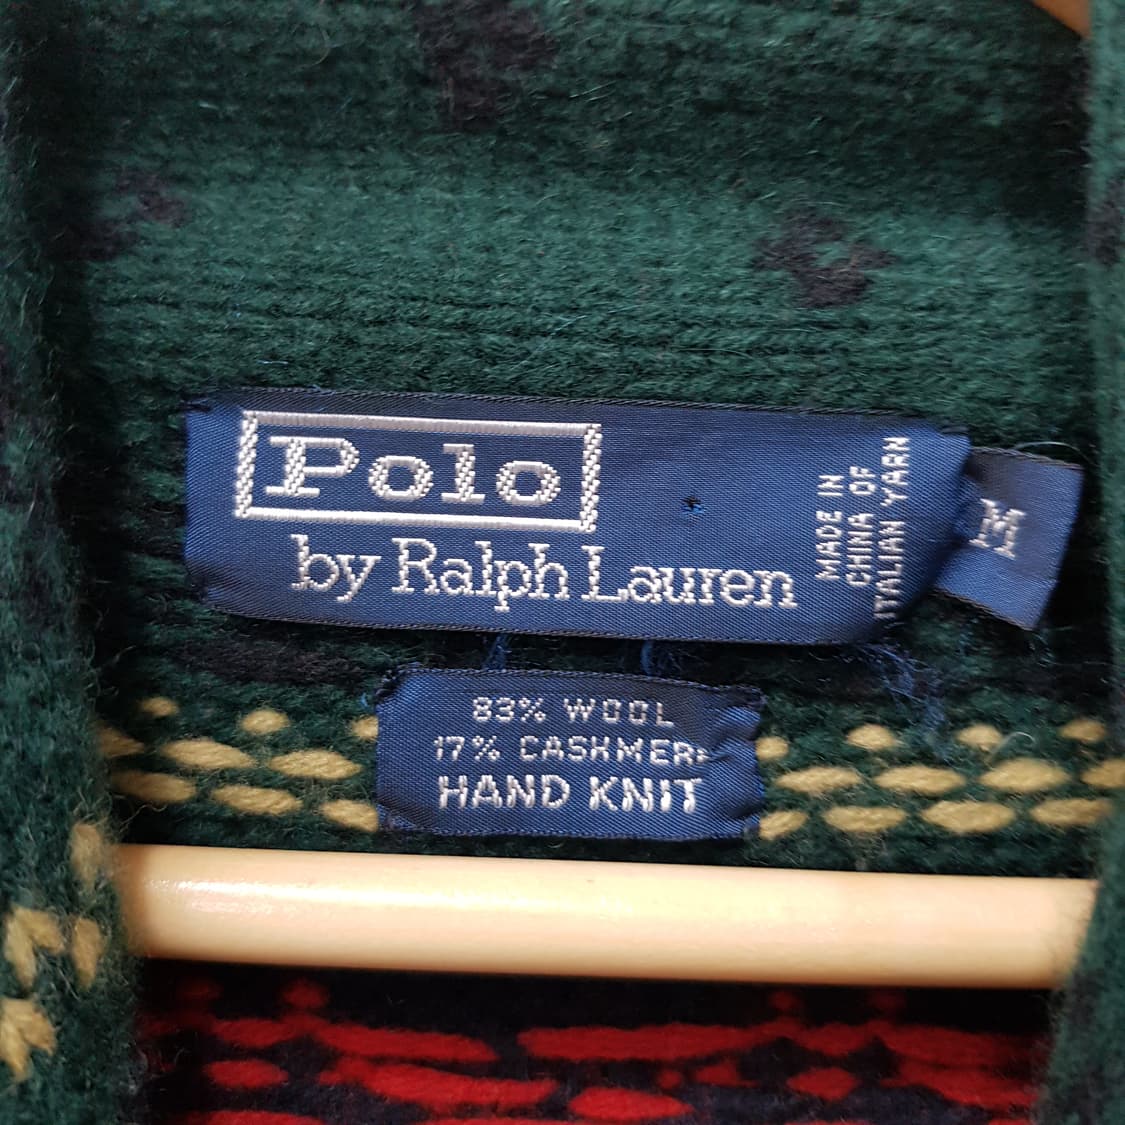 Polo
by Ralph Lauren
MADE IN
CHINA OF
ITALIAN YARN
M
83% WOOL
17% CASHMERE
HAND KNIT